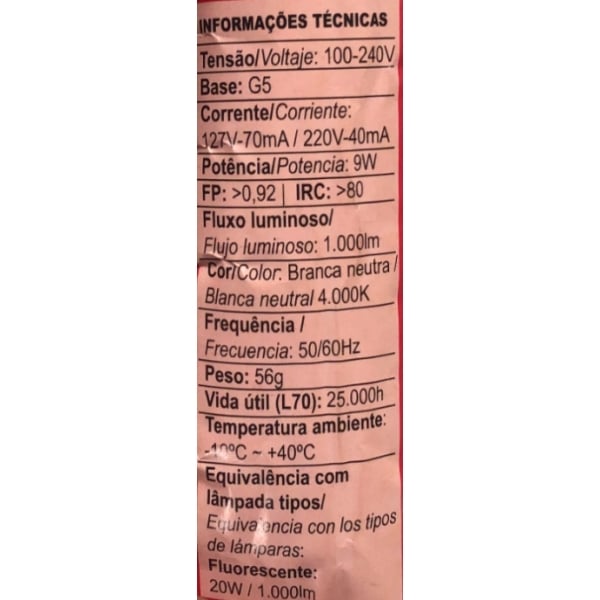 INFORMAÇÕES TÉCNICAS
Tensão/Voltaje: 100-240V
Base: G5
Corrente/Corriente:
127V-70mA / 220V-40mA
Potência/Potencia: 9W
FP: >0,92 | IRC: >80
Fluxo luminoso/
Flujo luminoso: 1.000lm
Cor/Color: Branca neutra /
Blanca neutral 4.000K
Frequência /
Frecuencia: 50/60Hz
Peso: 56g
Vida útil (L70): 25.000h
Temperatura ambiente:
-10ºC ~ +40ºC
Equivalência com
lâmpada tipos/
Equivalencia con los tipos
de lámparas:
Fluorescente:
20W / 1.000lm